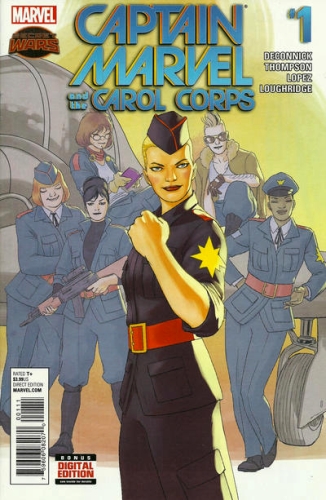 MARVEL
SECRET
WARS
CAPTAIN
MARVEL
and the CAROL CORPS
#1
DECONNICK
THOMPSON
LOPEZ
LOUGHRIDGE
RATED T+
$3.99 US
DIRECT EDITION
MARVEL.COM
00111
BONUS
DIGITAL
EDITION